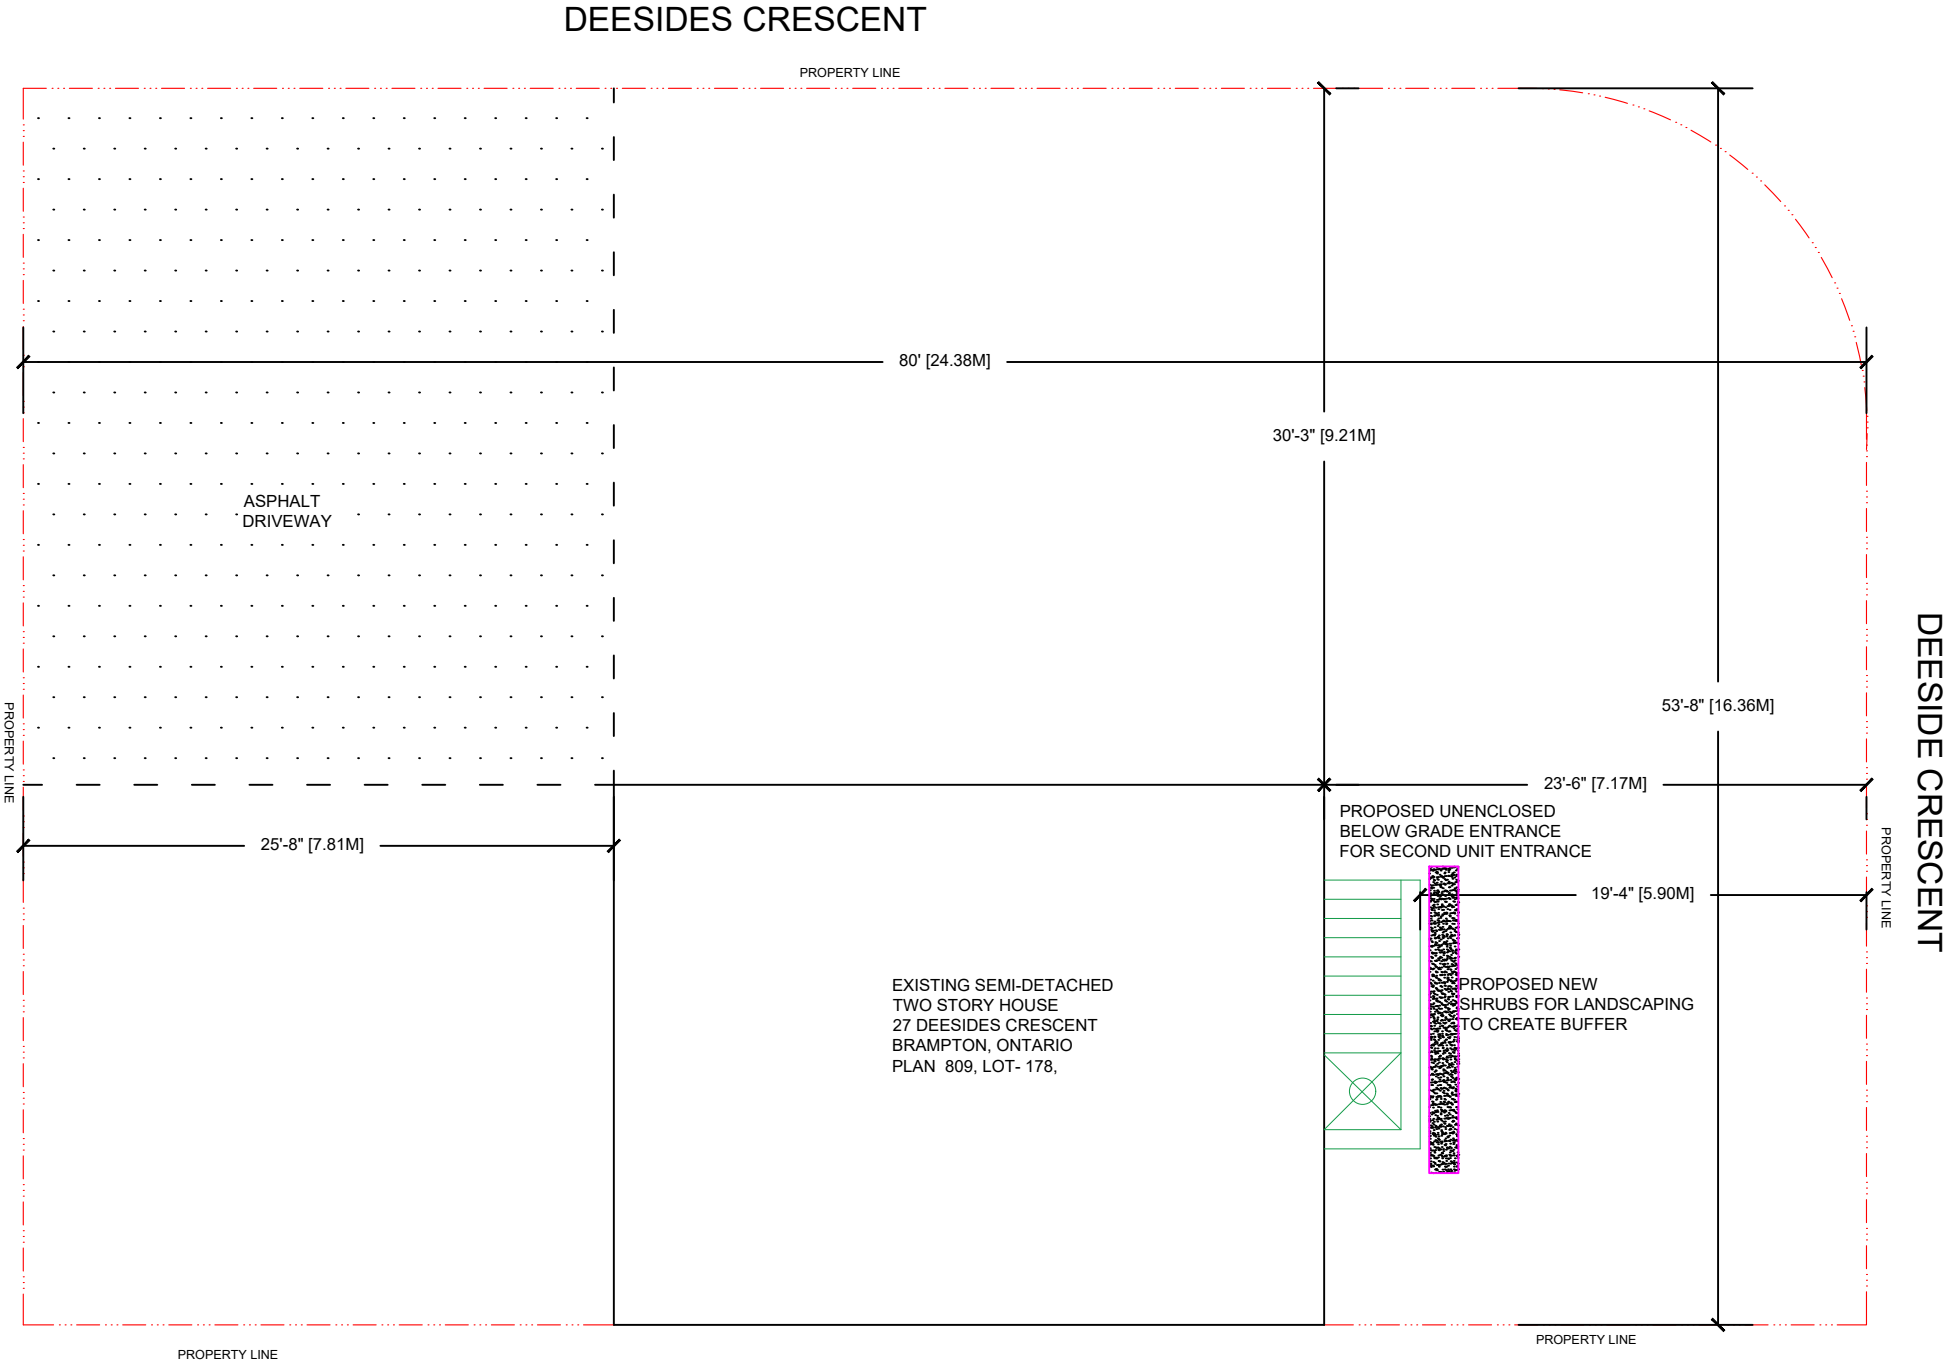 DEESIDES CRESCENT
PROPERTY LINE
80' [24.38M]
30'-3" [9.21M]
ASPHALT
DRIVEWAY
53'-8" [16.36M]
DEESIDE CRESCENT
PROPERTY LINE
23'-6" [7.17M]
PROPOSED UNENCLOSED
BELOW GRADE ENTRANCE
FOR SECOND UNIT ENTRANCE
25'-8" [7.81M]
PROPERTY LINE
19'-4" [5.90M]
EXISTING SEMI-DETACHED
TWO STORY HOUSE
27 DEESIDES CRESCENT
BRAMPTON, ONTARIO
PLAN 809, LOT- 178,
PROPOSED NEW
SHRUBS FOR LANDSCAPING
TO CREATE BUFFER
PROPERTY LINE
PROPERTY LINE